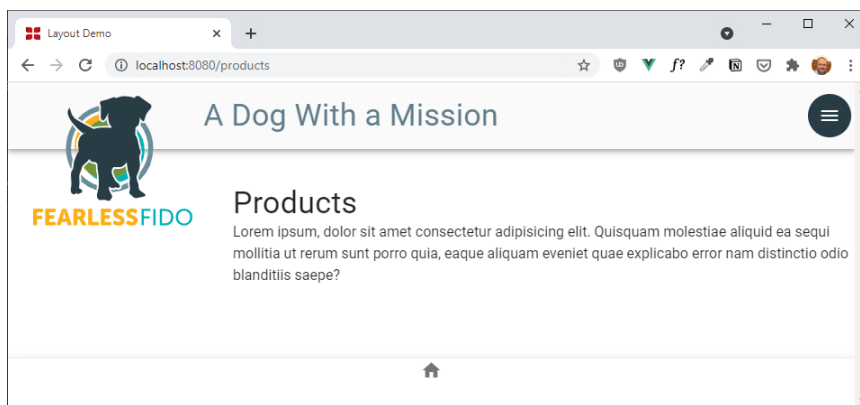 Layout Demo
localhost:8080/products
f?
A Dog With a Mission
FEARLESSFIDO
Products
Lorem ipsum, dolor sit amet consectetur adipisicing elit. Quisquam molestiae aliquid ea sequi
mollitia ut rerum sunt porro quia, eaque aliquam eveniet quae explicabo error nam distinctio odio
blanditiis saepe?